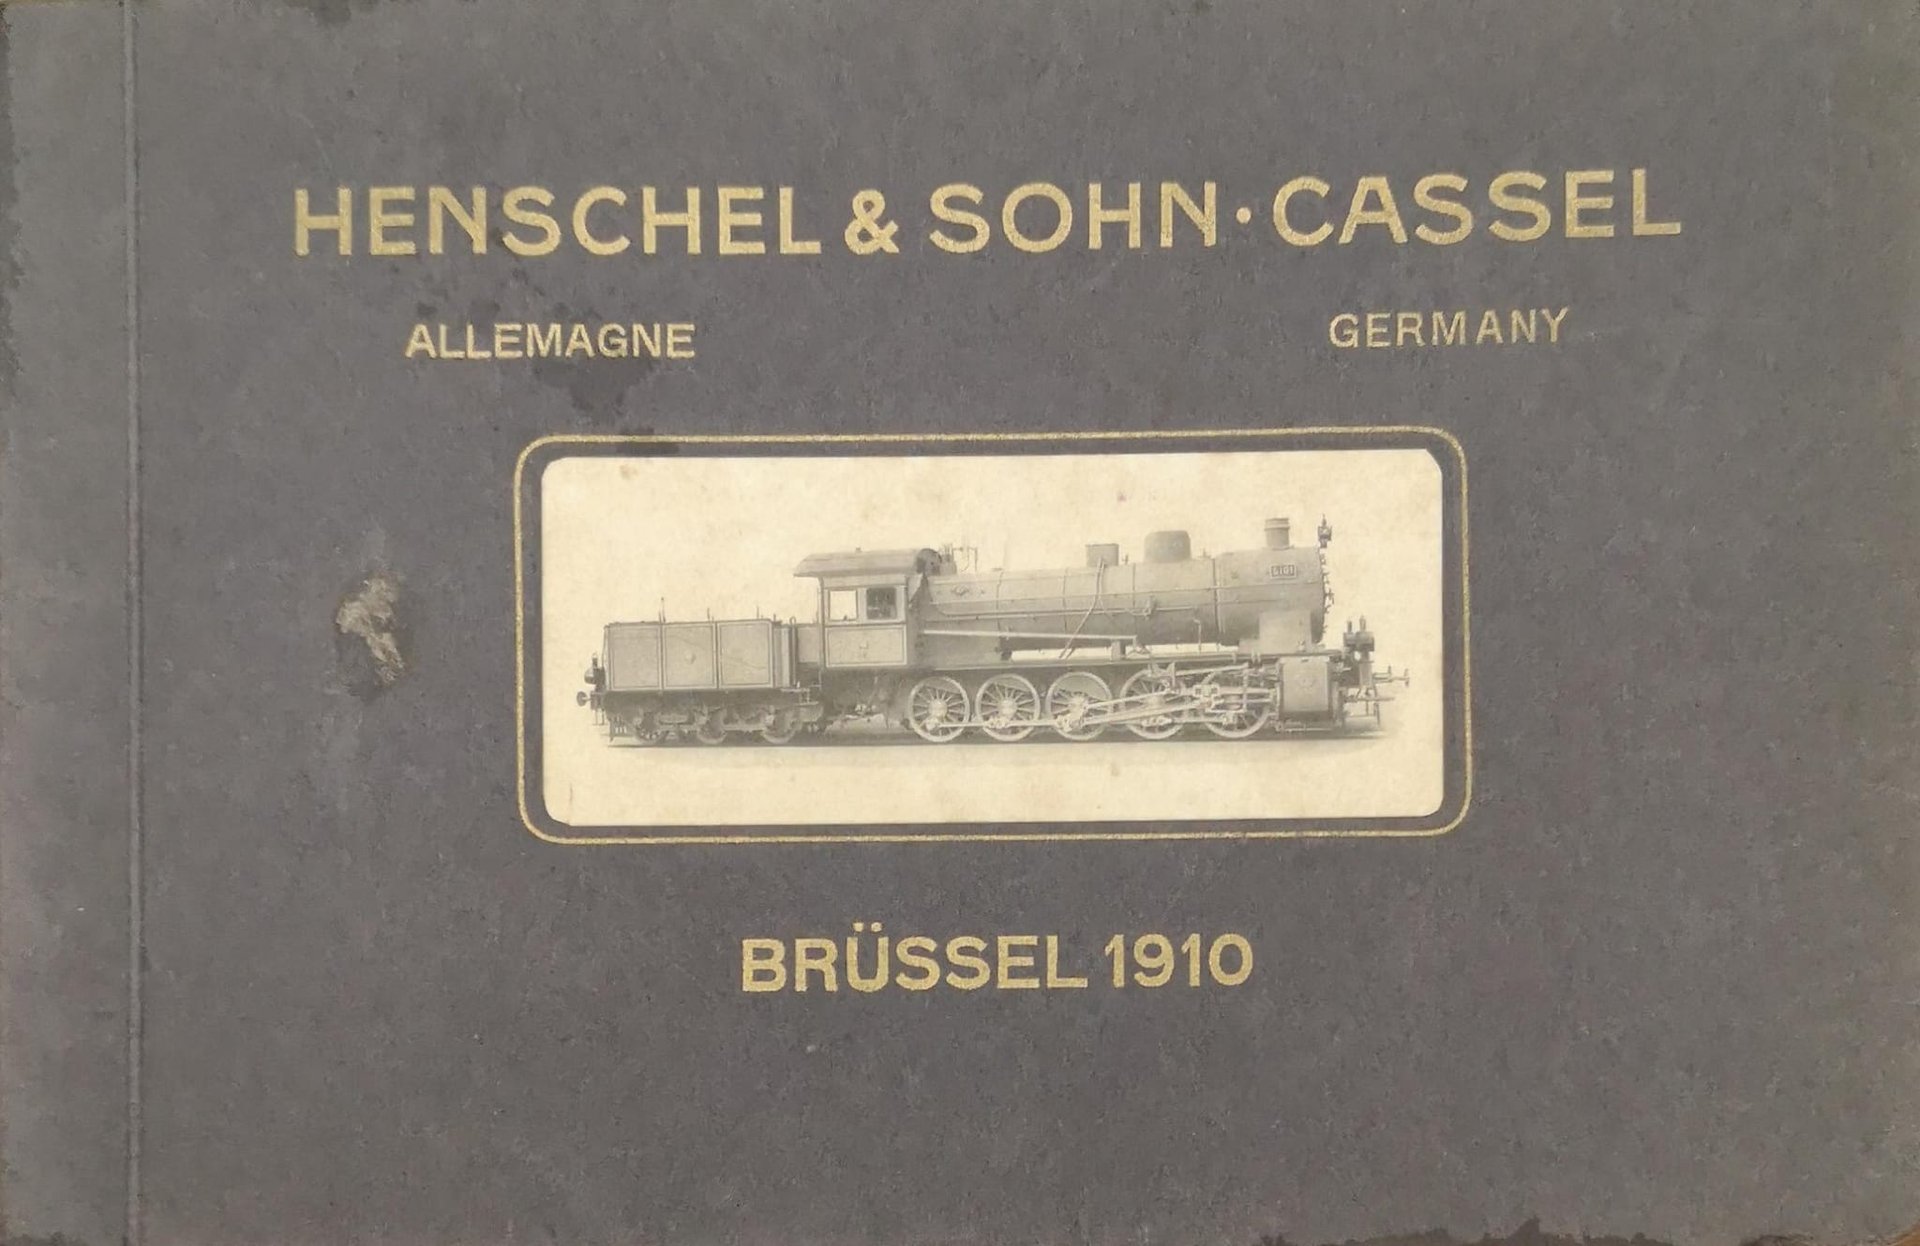 HENSCHEL & SOHN · CASSEL
ALLEMAGNE GERMANY
BRÜSSEL 1910